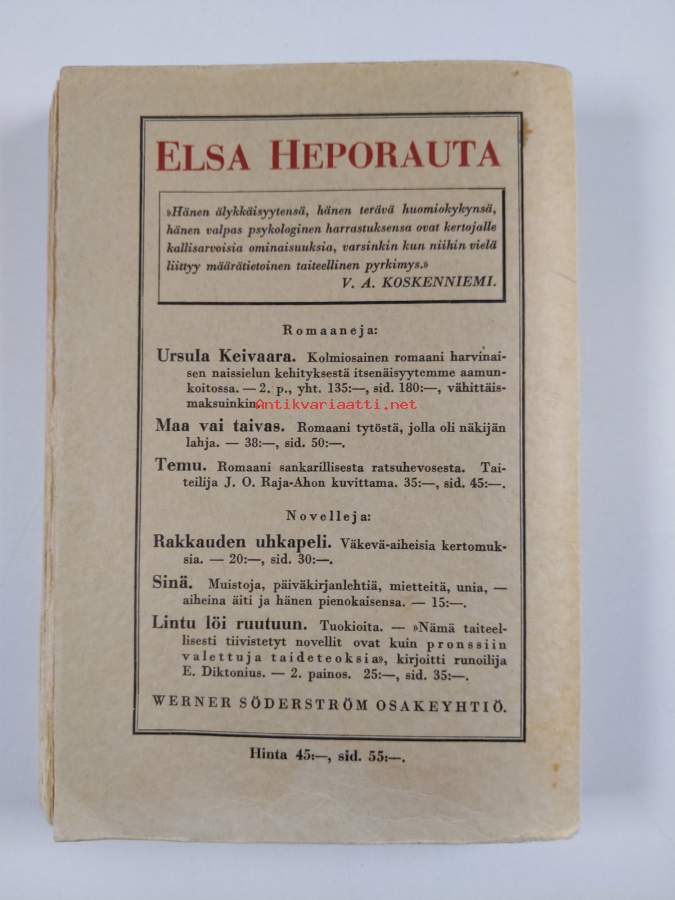 ELSA HEPORAUTA
»Hänen älykkäisyytensä, hänen terävä huomiokykynsä,
hänen valpas psykologinen harrastuksensa ovat kertojalle
kallisarvoisia ominaisuuksia, varsinkin kun niihin vielä
liittyy määrätietoinen taiteellinen pyrkimys.»
V. A. KOSKENNIEMI.
Romaaneja:
Ursula Keivaara. Kolmiosainen romaani harvinai-
sen naissielun kehityksestä itsenäisyytemme aamun-
koitossa. — 2. p., yht. 135:—, sid. 180:—, vähittäis-
maksuinkin.
Antikvariaatti.net
Maa vai taivas. Romaani tytöstä, jolla oli näkijän
lahja. — 38:—, sid. 50:—.
Temu. Romaani sankarillisesta ratsuhevosesta. Tai-
teilija J. O. Raja-Ahon kuvittama. 35:—, sid. 45:—.
Novelleja:
Rakkauden uhkapeli. Väkevä-aiheisia kertomuk-
sia. — 20:—, sid. 30:—.
Sinä. Muistoja, päiväkirjanlehtiä, mietteitä, unia, —
aiheina äiti ja hänen pienokaisensa. — 15:—.
Lintu löi ruutuun. Tuokioita. — »Nämä taiteel-
lisesti tiivistetyt novellit ovat kuin pronssiin
valettuja taideteoksia», kirjoitti runoilija
E. Diktonius. — 2. painos. 25:—, sid. 35:—.
WERNER SÖDERSTRÖM OSAKEYHTIÖ.
Hinta 45:—, sid. 55:—.